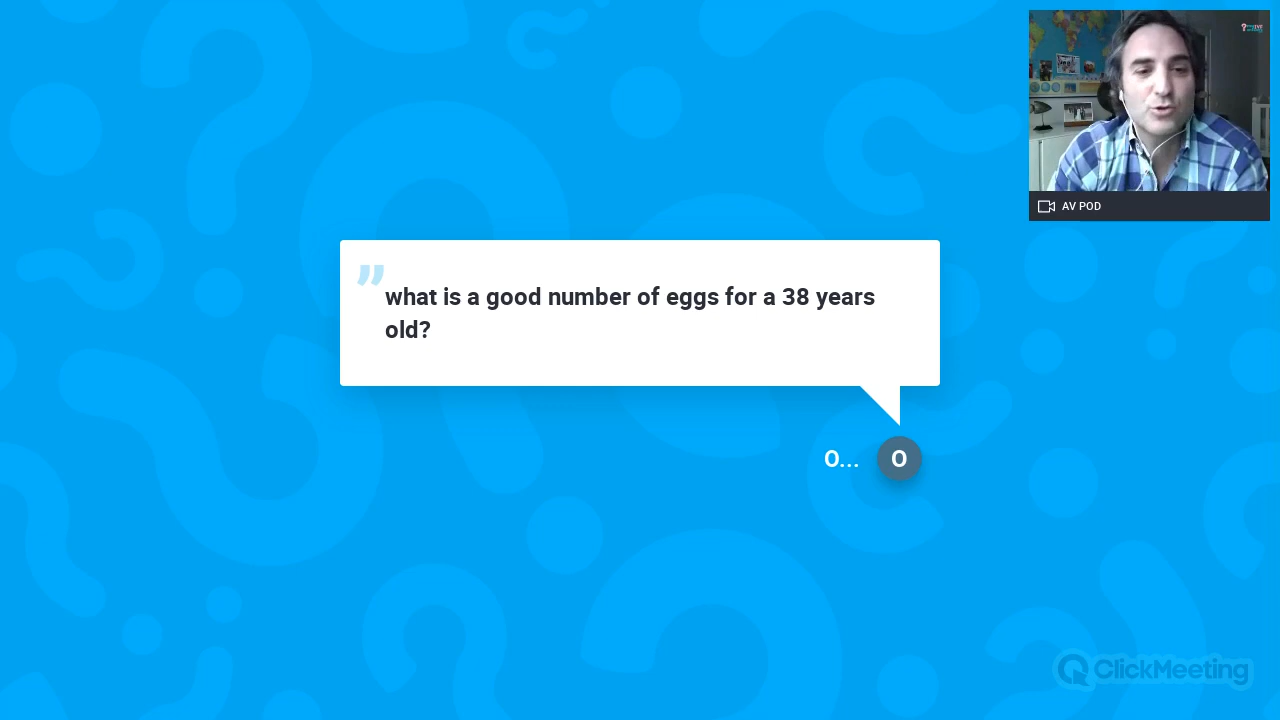 AV POD
”
what is a good number of eggs for a 38 years
old?
O... O
ClickMeeting